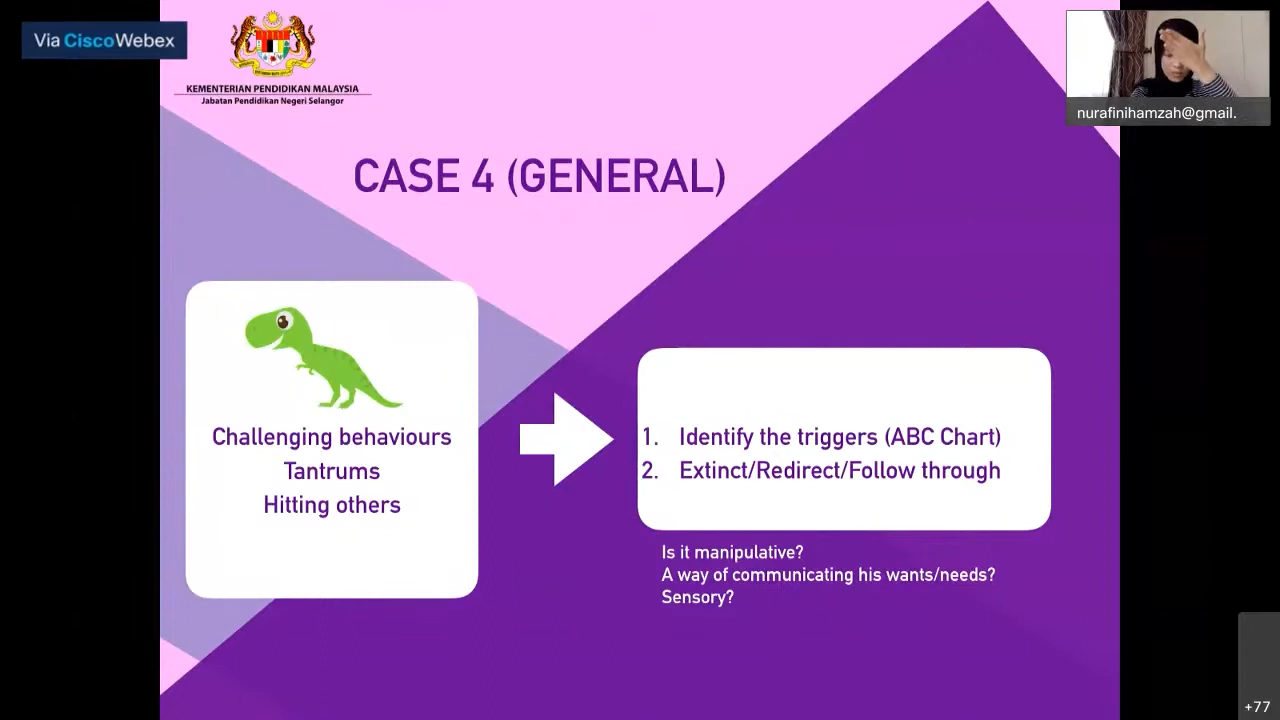 Via Cisco Webex
KEMENTERIAN PENDIDIKAN MALAYSIA
Jabatan Pendidikan Negeri Selangor
nurafinihamzah@gmail.
CASE 4 (GENERAL)
Challenging behaviours
Tantrums
Hitting others
1. Identify the triggers (ABC Chart)
2. Extinct/Redirect/Follow through
Is it manipulative?
A way of communicating his wants/needs?
Sensory?
+77